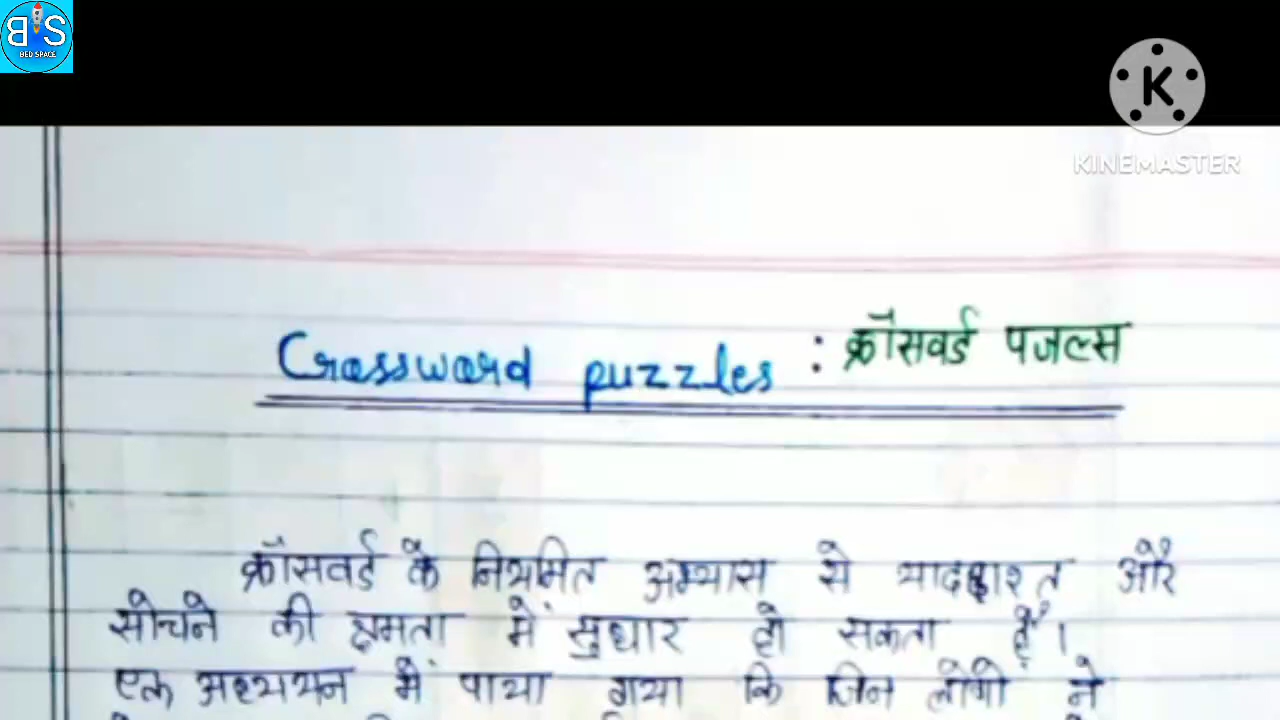 BS
BED SPACE
K
KINEMASTER
Crossword puzzles : क्रॉसवर्ड पजल्स
क्रॉसवर्ड के नियमित अभ्यास से याददाश्त और
सोचने की क्षमता में सुधार हो सकता है।
एक अध्ययन में पाया गया कि जिन लोगों ने